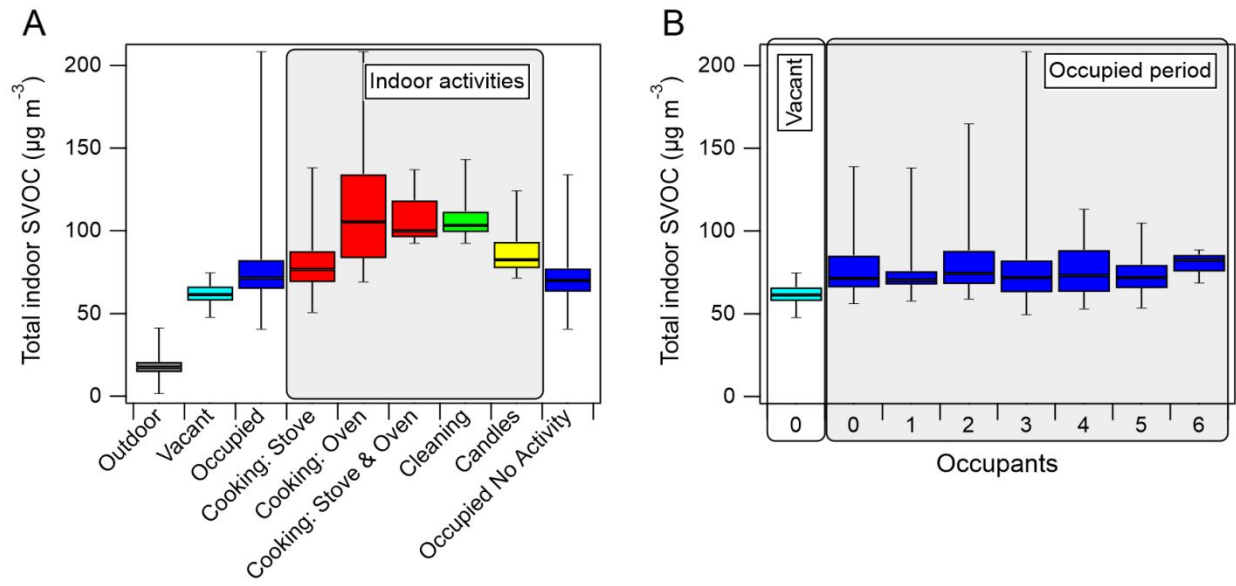 A
Total indoor SVOC (µg m⁻³)
200
150
100
50
0
Indoor activities
Outdoor
Vacant
Occupied
Cooking: Stove
Cooking: Oven
Cooking: Stove & Oven
Cleaning
Candles
Occupied No Activity
B
Total indoor SVOC (µg m⁻³)
200
150
100
50
0
Vacant
Occupied period
0 0 1 2 3 4 5 6
Occupants